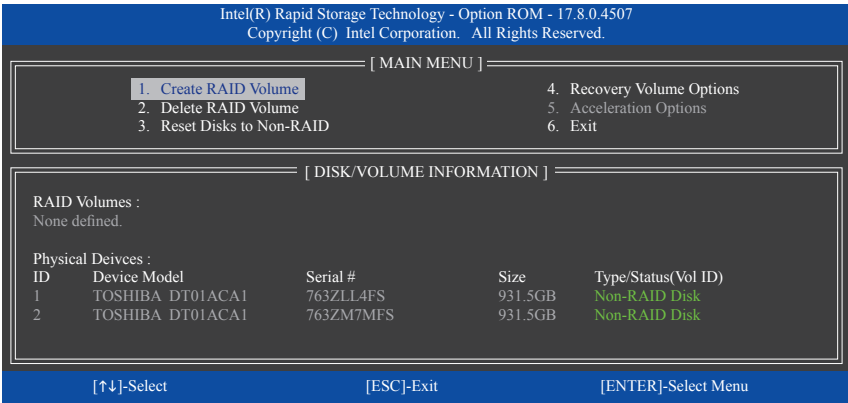 Intel(R) Rapid Storage Technology - Option ROM - 17.8.0.4507
Copyright (C) Intel Corporation. All Rights Reserved.
[ MAIN MENU ]
1. Create RAID Volume
2. Delete RAID Volume
3. Reset Disks to Non-RAID
4. Recovery Volume Options
5. Acceleration Options
6. Exit
[ DISK/VOLUME INFORMATION ]
RAID Volumes :
None defined.
Physical Deivces :
ID Device Model Serial # Size Type/Status(Vol ID)
1 TOSHIBA DT01ACA1 763ZLL4FS 931.5GB Non-RAID Disk
2 TOSHIBA DT01ACA1 763ZM7MFS 931.5GB Non-RAID Disk
[↑↓]-Select [ESC]-Exit [ENTER]-Select Menu